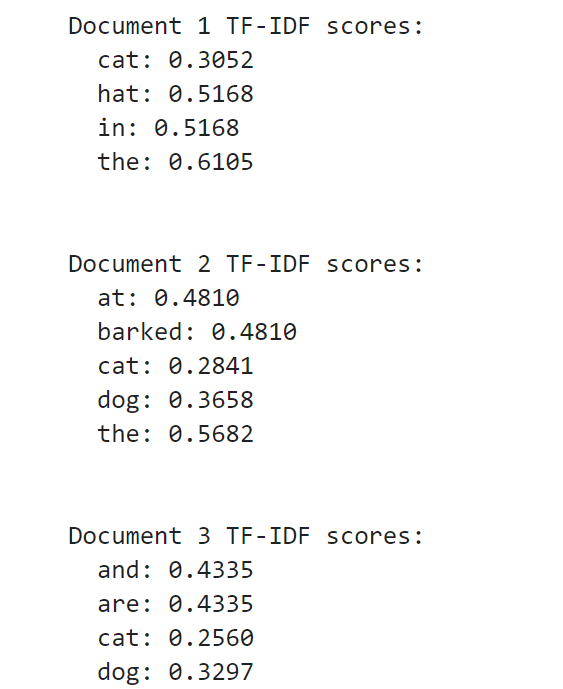 Document 1 TF-IDF scores:
cat: 0.3052
hat: 0.5168
in: 0.5168
the: 0.6105
Document 2 TF-IDF scores:
at: 0.4810
barked: 0.4810
cat: 0.2841
dog: 0.3658
the: 0.5682
Document 3 TF-IDF scores:
and: 0.4335
are: 0.4335
cat: 0.2560
dog: 0.3297